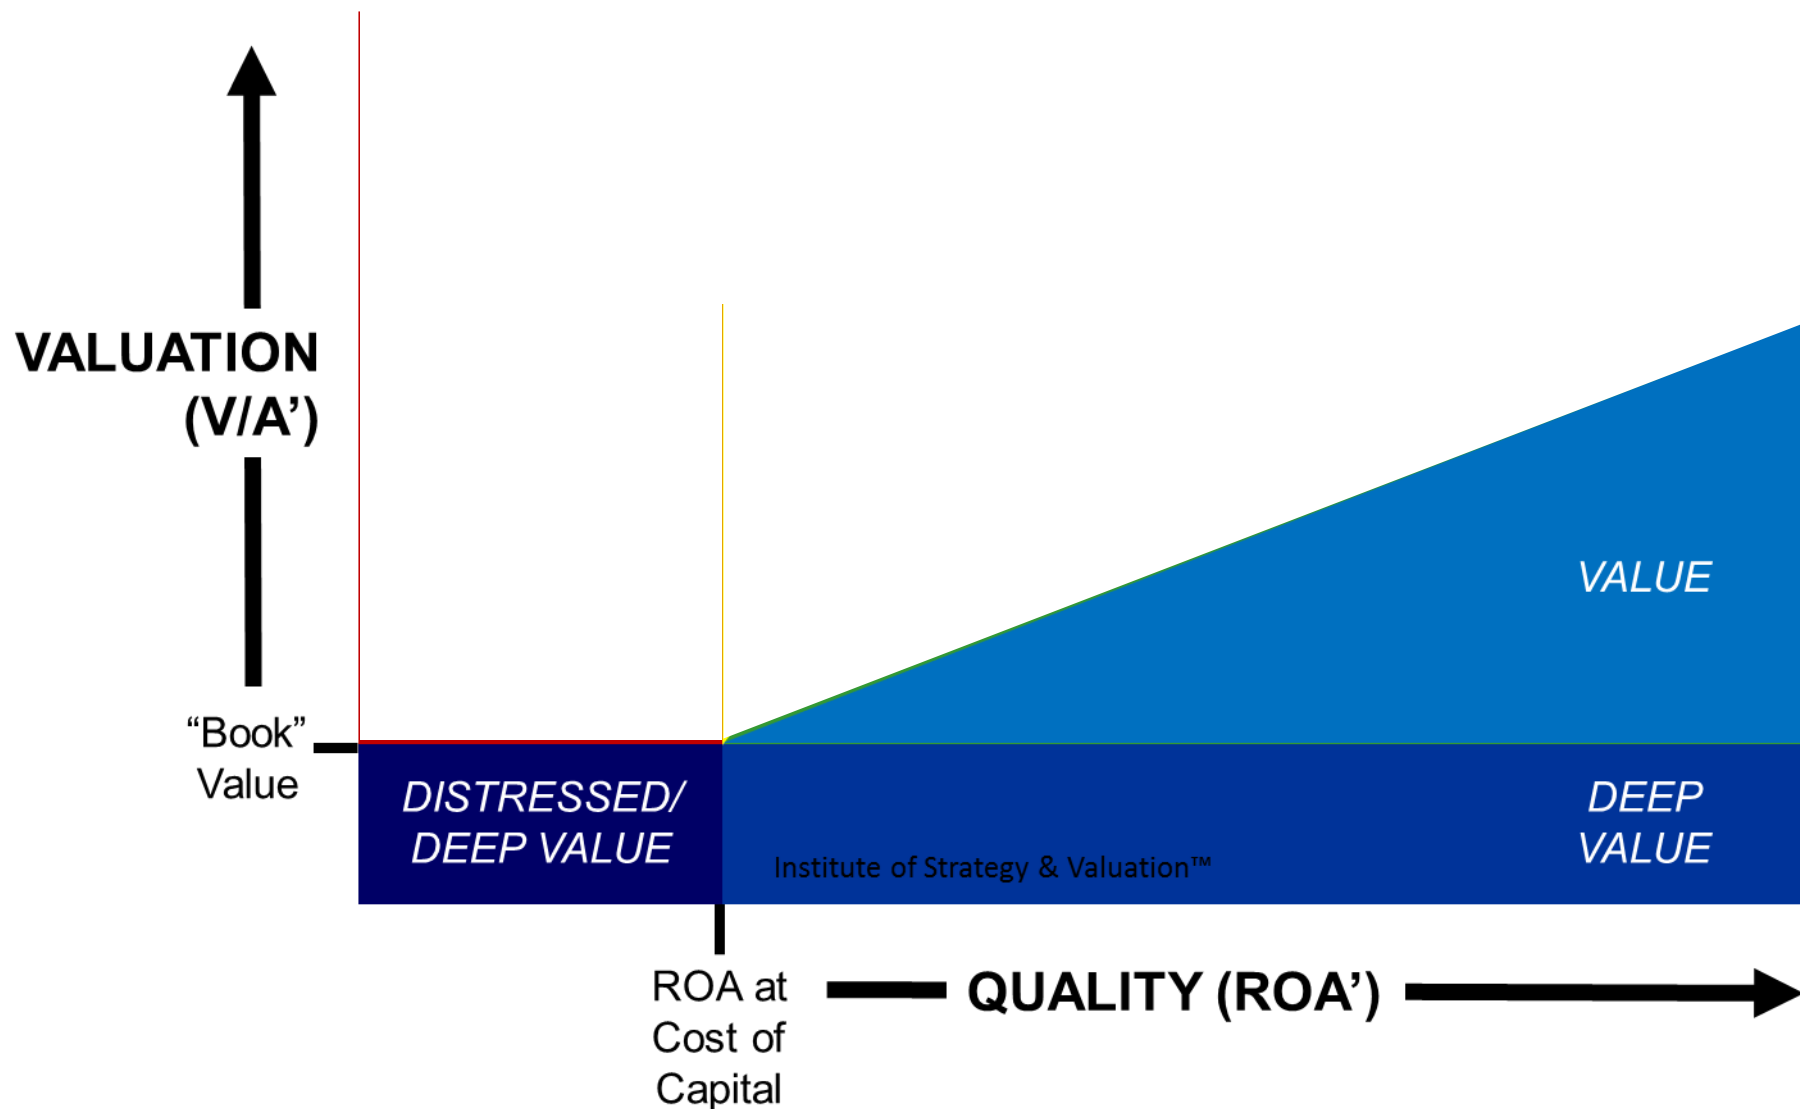 VALUATION
(V/A’)
“Book”
Value
VALUE
DISTRESSED/
DEEP VALUE
DEEP
VALUE
Institute of Strategy & Valuation™
ROA at
Cost of
Capital
QUALITY (ROA’)